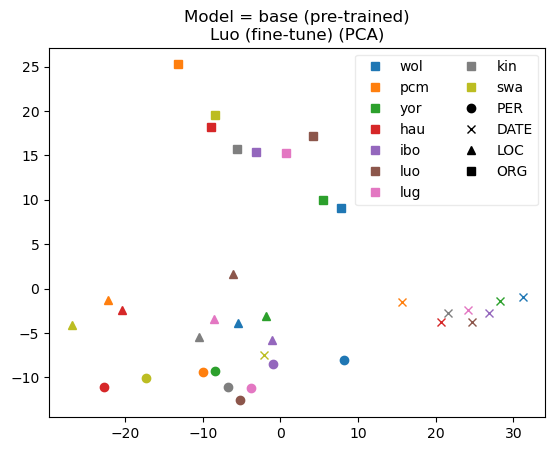 Model = base (pre-trained)
Luo (fine-tune) (PCA)
wol
pcm
yor
hau
ibo
luo
lug
kin
swa
PER
DATE
LOC
ORG
25
20
15
10
5
0
−5
−10
−20
−10
0
10
20
30